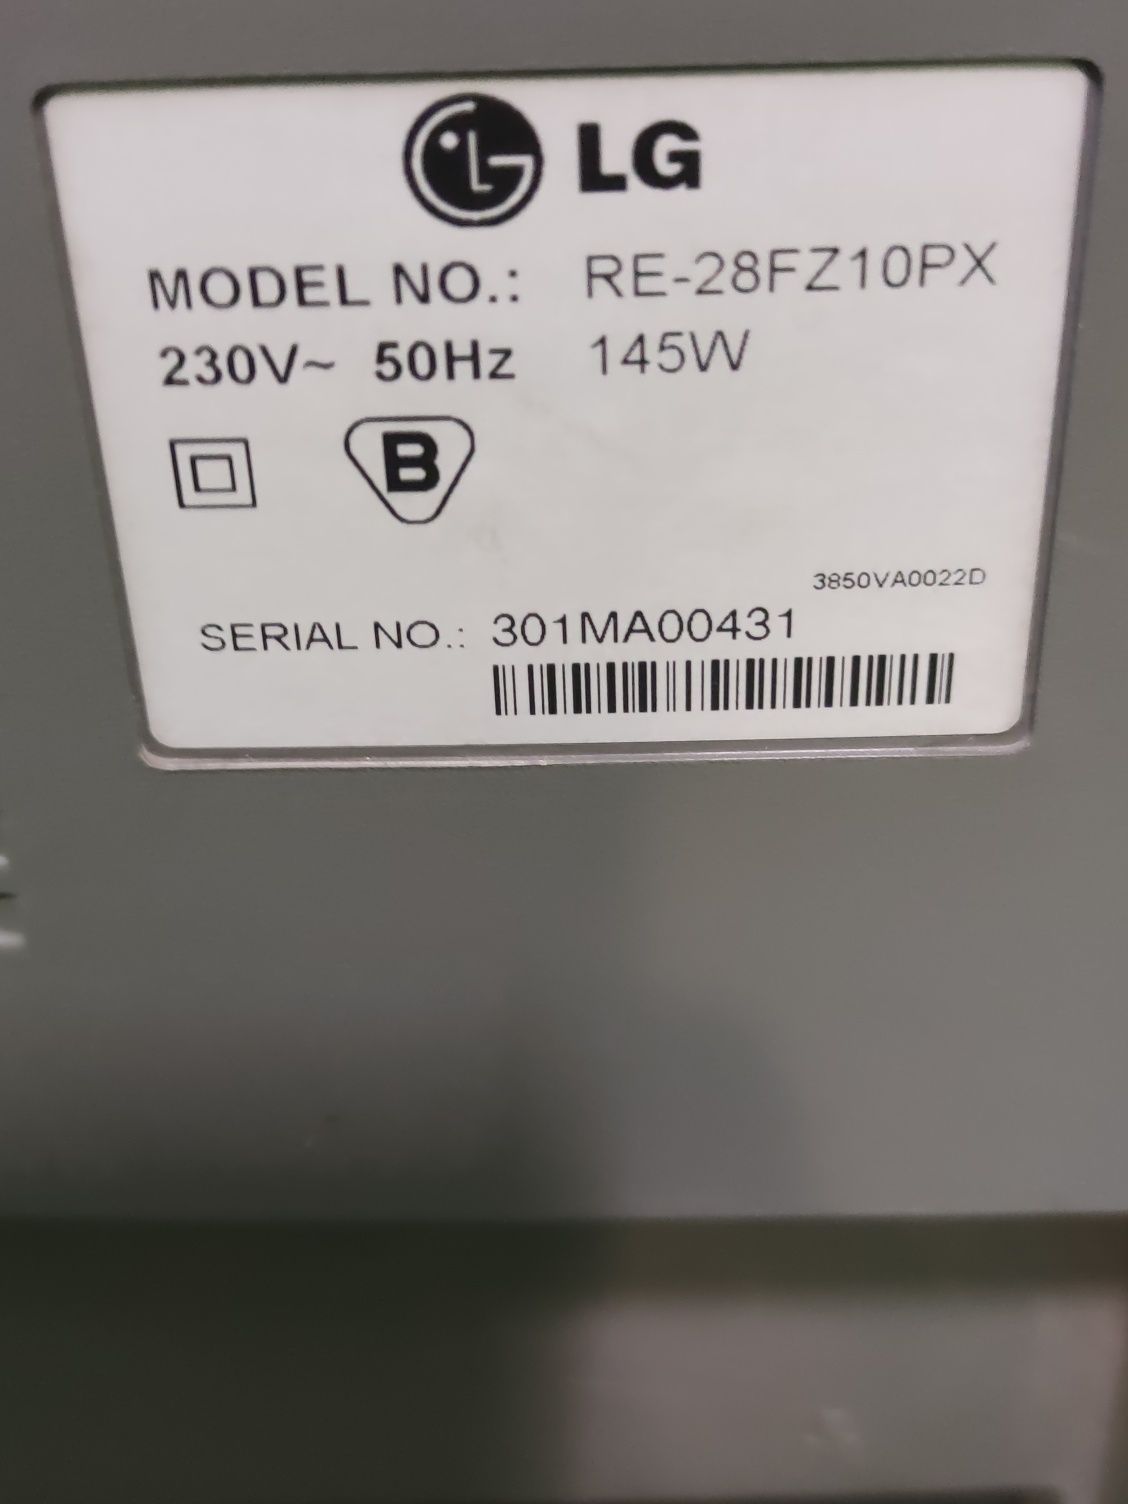 LG
MODEL NO.: RE-28FZ10PX
230V~ 50Hz 145W
B
3850VA0022D
SERIAL NO.: 301MA00431